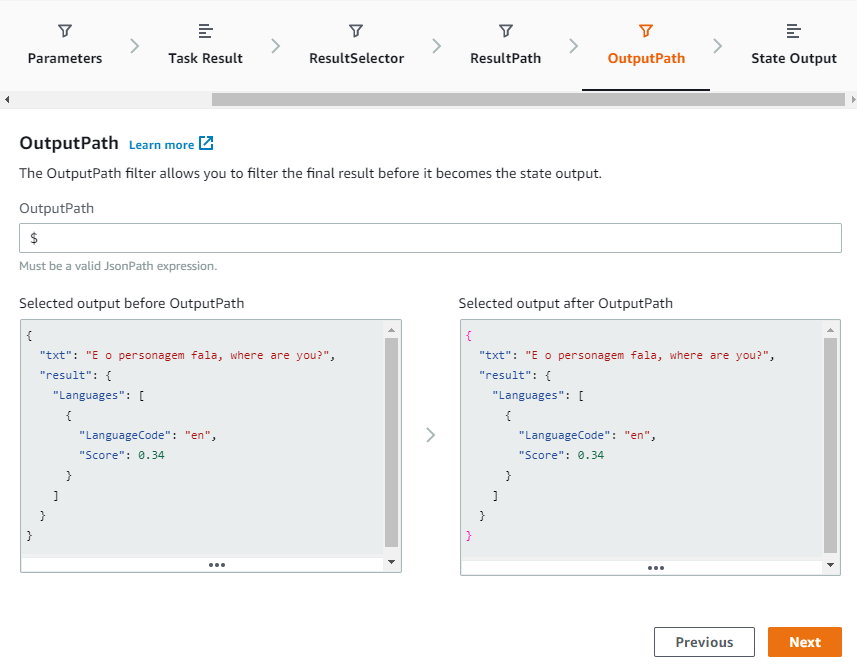 Parameters
Task Result
ResultSelector
ResultPath
OutputPath
State Output
OutputPath Learn more
The OutputPath filter allows you to filter the final result before it becomes the state output.
OutputPath
$
Must be a valid JsonPath expression.
Selected output before OutputPath
{
"txt": "E o personagem fala, where are you?",
"result": {
"Languages": [
{
"LanguageCode": "en",
"Score": 0.34
}
]
}
}
Selected output after OutputPath
{
"txt": "E o personagem fala, where are you?",
"result": {
"Languages": [
{
"LanguageCode": "en",
"Score": 0.34
}
]
}
}
Previous
Next